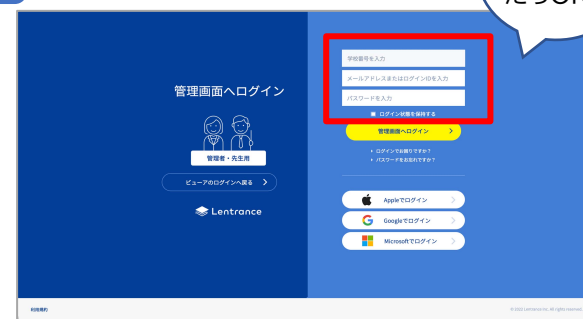 学校番号を入力
メールアドレスまたはログインIDを入力
パスワードを入力
ログイン状態を保持する
管理画面へログイン
管理画面へログイン
ログインでお困りですか？
パスワードをお忘れですか？
管理者・先生用
ビューアのログインへ戻る
Lentrance
Appleでログイン
Googleでログイン
Microsoftでログイン
利用規約
© 2023 Lentrance Inc. All rights reserved.